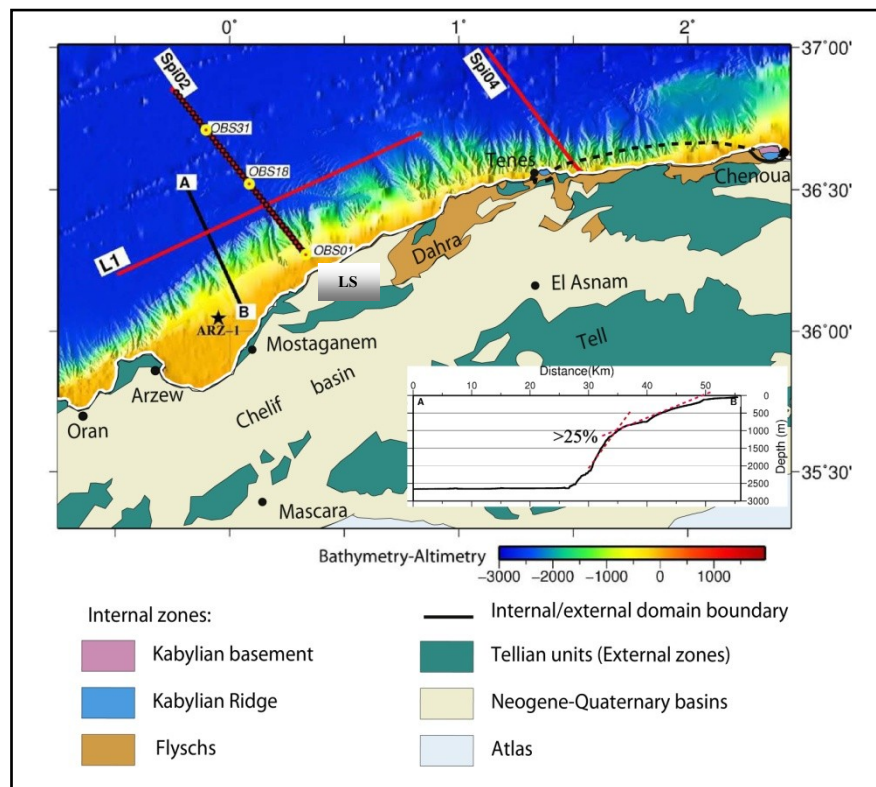 0° 1° 2°
37°00'
36°30'
36°00'
35°30'
Spi02
Spi04
OBS31
OBS18
OBS01
A
B
L1
Tenes
Chenoua
Dahra
LS
El Asnam
ARZ-1
Mostaganem
Tell
Arzew
Chelif basin
Oran
Mascara
Distance(Km)
0 10 20 30 40 50
A B
>25%
0
500
1000
1500
2000
2500
3000
Depth (m)
Bathymetry-Altimetry
−3000 −2000 −1000 0 1000
Internal zones:
Kabylian basement
Kabylian Ridge
Flyschs
Internal/external domain boundary
Tellian units (External zones)
Neogene-Quaternary basins
Atlas